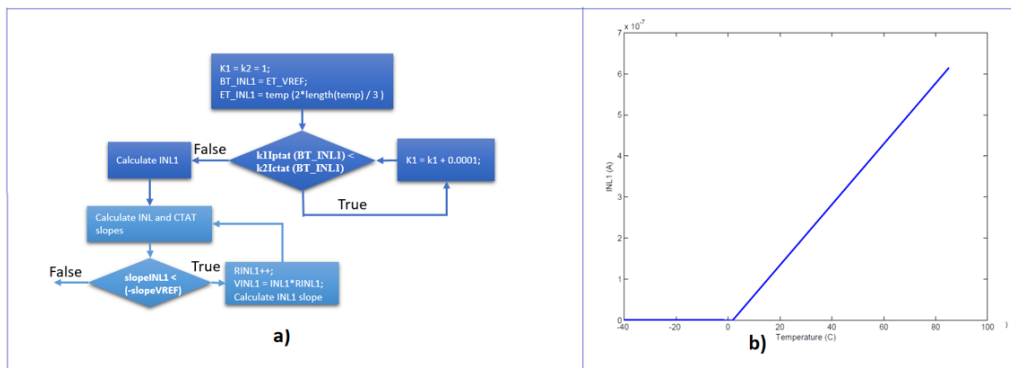 K1 = k2 = 1;
BT_INL1 = ET_VREF;
ET_INL1 = temp (2*length(temp) / 3 )
False
Calculate INL1
k1Iptat (BT_INL1) <
k2Ictat (BT_INL1)
K1 = k1 + 0.0001;
True
Calculate INL and CTAT
slopes
False
slopeINL1 <
(-slopeVREF)
True
RINL1++;
VINL1 = INL1*RINL1;
Calculate INL1 slope
a)
x 10⁻⁷
7
6
5
4
3
2
1
0
INL1 (A)
-40
-20
0
20
40
60
80
100
Temperature (C)
)
b)